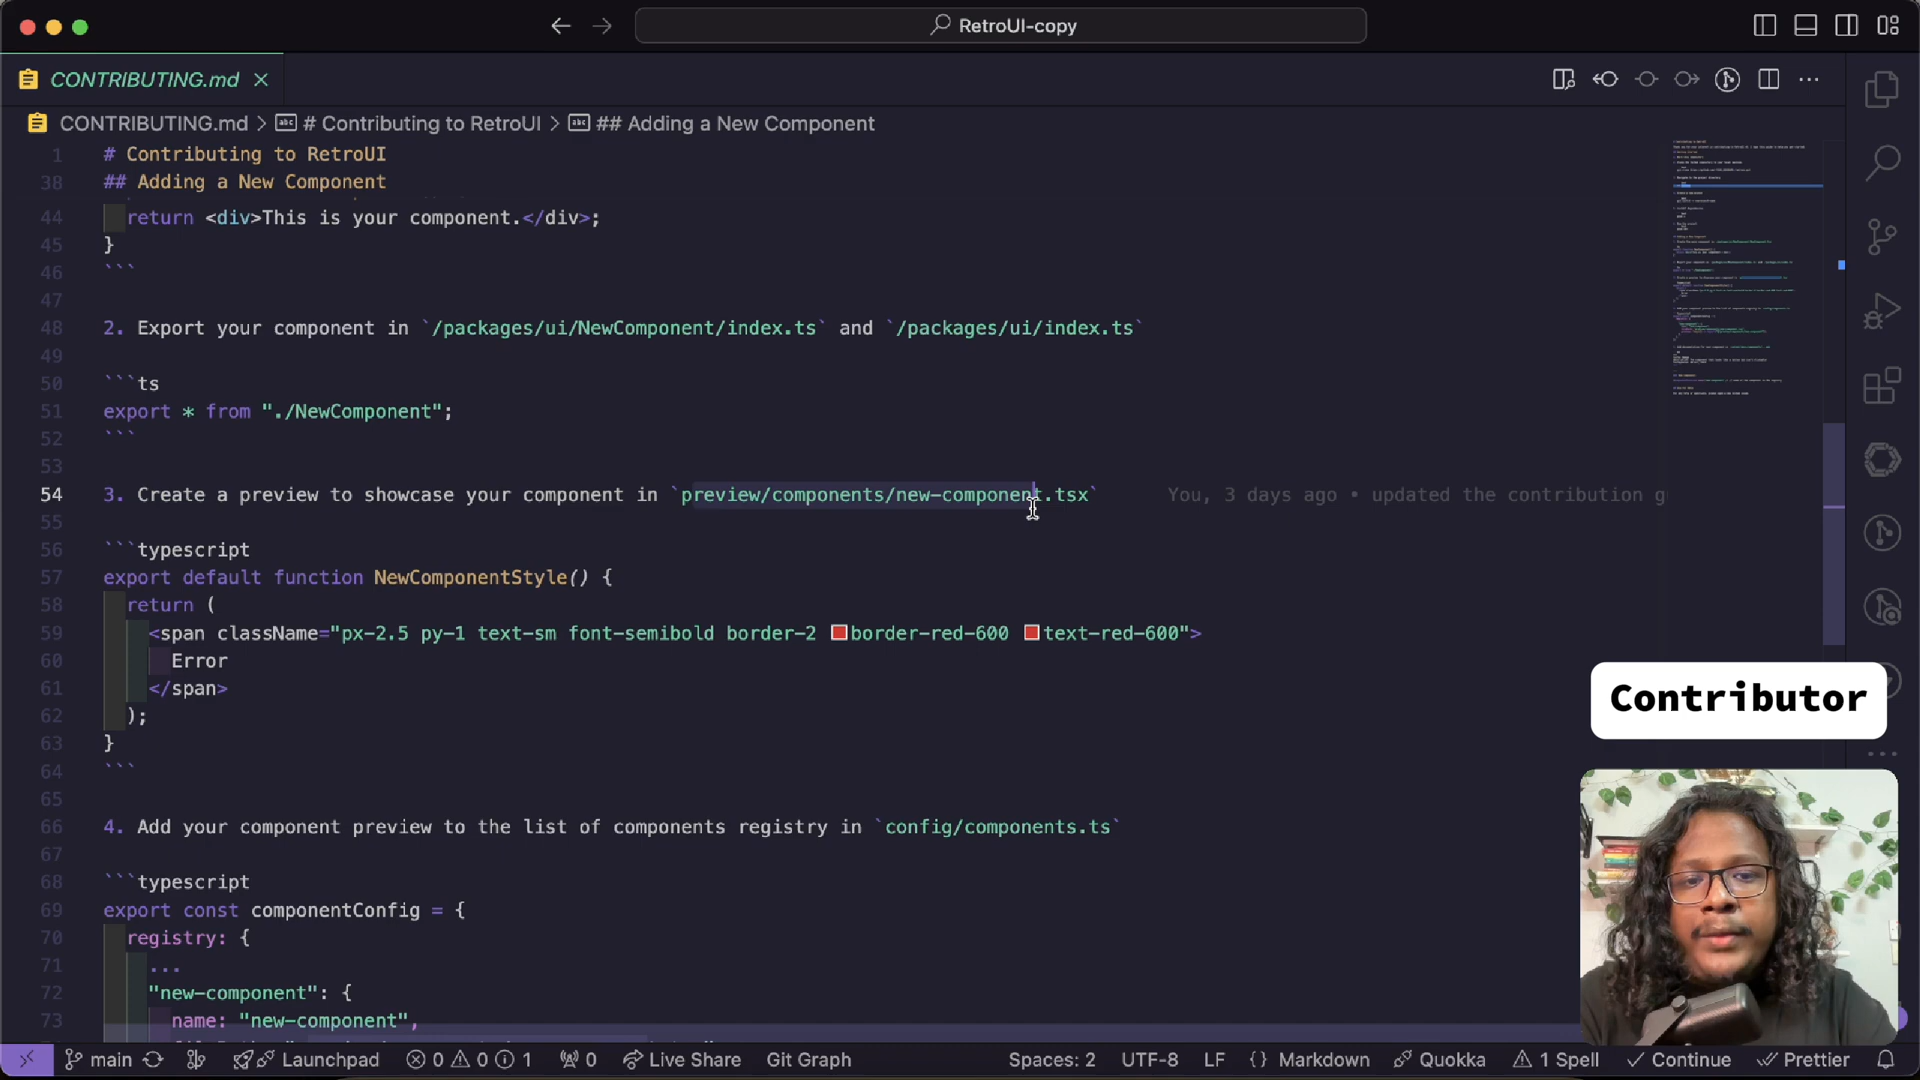 RetroUI-copy
CONTRIBUTING.md
CONTRIBUTING.md > # Contributing to RetroUI > ## Adding a New Component
1 # Contributing to RetroUI
38 ## Adding a New Component
44 return <div>This is your component.</div>;
45 }
46 ```
47
48 2. Export your component in `/packages/ui/NewComponent/index.ts` and `/packages/ui/index.ts`
49
50 ```ts
51 export * from "./NewComponent";
52 ```
53
54 3. Create a preview to showcase your component in `preview/components/new-component.tsx` You, 3 days ago • updated the contribution g
55
56 ```typescript
57 export default function NewComponentStyle() {
58 return (
59 <span className="px-2.5 py-1 text-sm font-semibold border-2 border-red-600 text-red-600">
60 Error
61 </span>
62 );
63 }
64 ```
65
66 4. Add your component preview to the list of components registry in `config/components.ts`
67
68 ```typescript
69 export const componentConfig = {
70 registry: {
71 ...
72 "new-component": {
73 name: "new-component",
Contributor
main Launchpad 0 0 1 0 Live Share Git Graph Spaces: 2 UTF-8 LF {} Markdown Quokka 1 Spell Continue Prettier